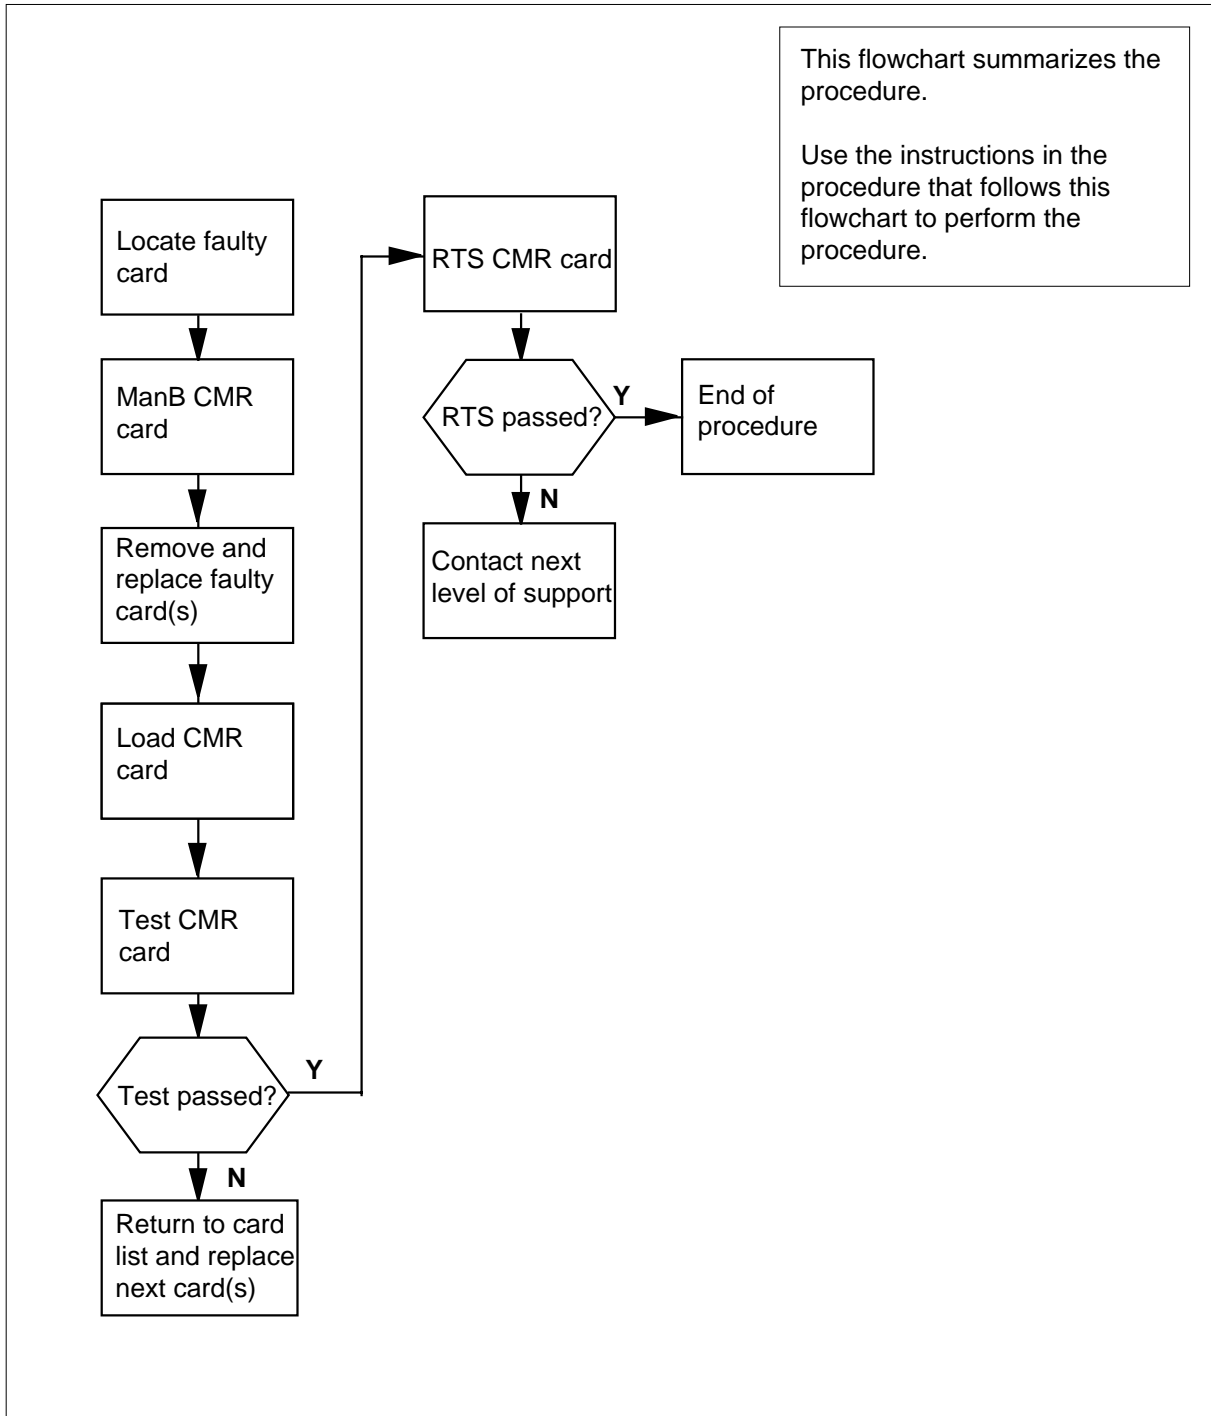 This flowchart summarizes the
procedure.
Use the instructions in the
procedure that follows this
flowchart to perform the
procedure.
Locate faulty
card
ManB CMR
card
Remove and
replace faulty
card(s)
Load CMR
card
Test CMR
card
Test passed?
Y
N
Return to card
list and replace
next card(s)
RTS CMR card
RTS passed?
Y
N
End of
procedure
Contact next
level of support